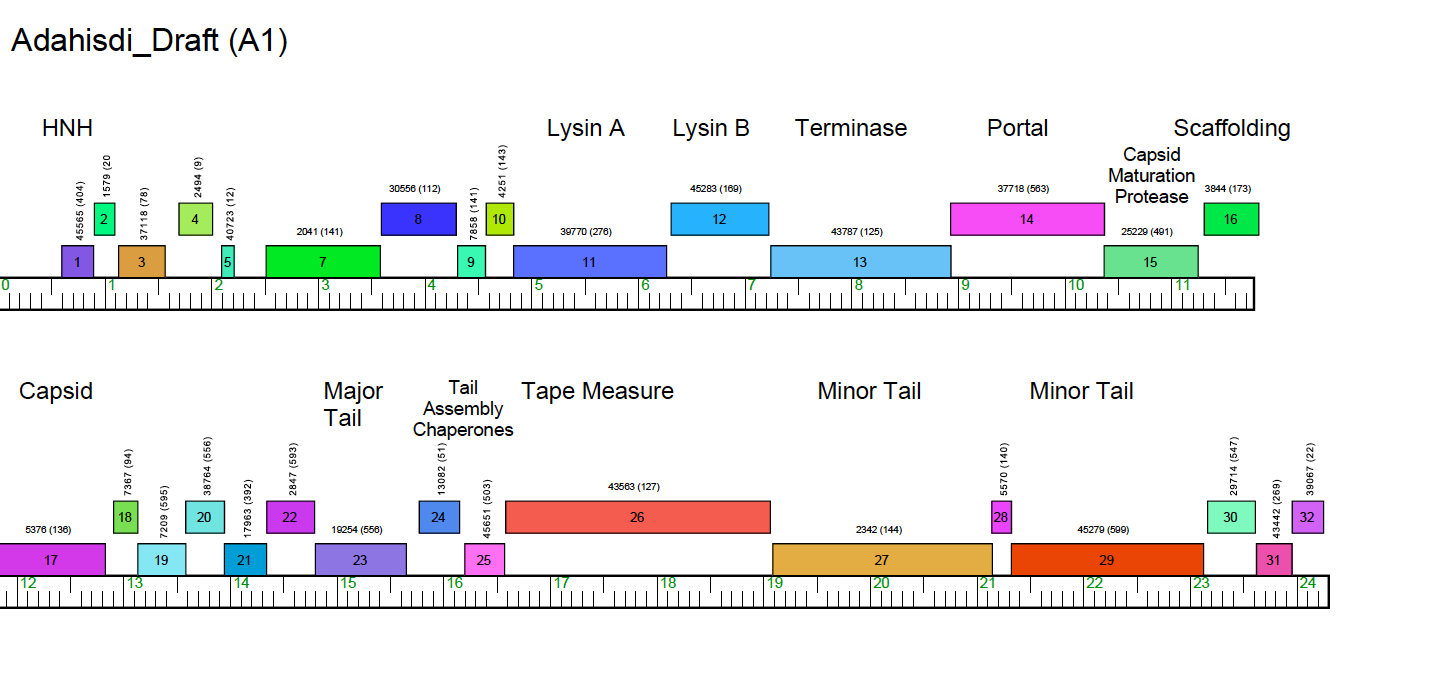 Adahisdi_Draft (A1)
HNH
Lysin A
Lysin B
Terminase
Portal
Scaffolding
Capsid
Maturation
Protease
45565 (404)
1579 (20
37118 (78)
2494 (9)
40723 (12)
2041 (141)
30556 (112)
7858 (141)
4251 (143)
39770 (276)
45283 (169)
43787 (125)
37718 (563)
25229 (491)
3844 (173)
2 4 8 10 12 14 16
1 3 5 7 9 11 13 15
0 1 2 3 4 5 6 7 8 9 10 11
Capsid
Major
Tail
Tail
Assembly
Chaperones
Tape Measure
Minor Tail
Minor Tail
5376 (136)
7367 (94)
7209 (595)
38764 (556)
17963 (392)
2847 (593)
19254 (556)
13082 (51)
45651 (503)
43563 (127)
2342 (144)
5570 (140)
45279 (599)
29714 (547)
43442 (269)
39067 (22)
18 20 22 24 26 28 30 32
17 19 21 23 25 27 29 31
12 13 14 15 16 17 18 19 20 21 22 23 24